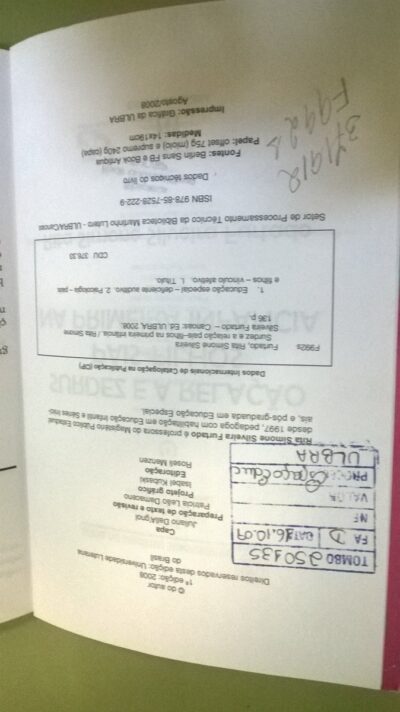 © do autor
1ª edição: 2008
Direitos reservados desta edição: Universidade Luterana
do Brasil
Capa
Juliano Dall'Agnol
Preparação de texto e revisão
Patrícia Leão Damasceno
Projeto gráfico
Isabel Kubaski
Editoração
Roseli Menzen
TOMBO 250135
FA D DATA 16.10.09
NF
VALOR
ULBRA
Rita Simone Silveira Furtado é professora do Magistério Público Estadual
desde 1997, pedagoga com habilitação em Educação Infantil e Séries Inici-
ais, e pós-graduada em Educação Especial.
Dados Internacionais de Catalogação na Publicação (CIP)
F992s Furtado, Rita Simone Silveira
Surdez e a relação pais-filhos na primeira infância / Rita Simone
Silveira Furtado. – Canoas: Ed. ULBRA, 2008.
136 p.
1. Educação especial – deficiente auditivo. 2. Psicologia – pais
e filhos – vínculo afetivo. I. Título.
CDU 376.33
Setor de Processamento Técnico da Biblioteca Martinho Lutero - ULBRA/Canoas
ISBN 978-85-7528-222-9
Dados técnicos do livro
Fontes: Berlin Sans FB e Book Antiqua
Papel: offset 75g (miolo) e supremo 240g (capa)
Medidas: 14x19cm
Impressão: Gráfica da ULBRA
Agosto/2008